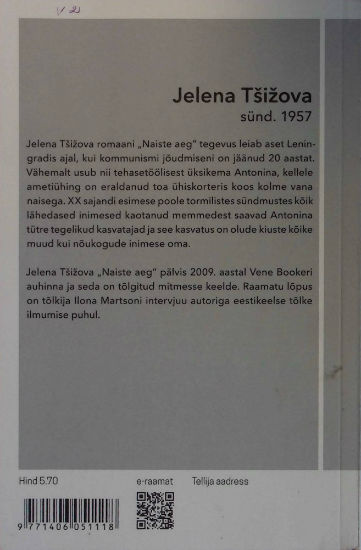 Jelena Tšižova
sünd. 1957
Jelena Tšižova romaani „Naiste aeg” tegevus leiab aset Lenin-
gradis ajal, kui kommunismi jõudmiseni on jäänud 20 aastat.
Vähemalt usub nii tehasetöölisest üksikema Antonina, kellele
ametiühing on eraldanud toa ühiskorteris koos kolme vana
naisega. XX sajandi esimese poole tormilistes sündmustes kõik
lähedased inimesed kaotanud memmedest saavad Antonina
tütre tegelikud kasvatajad ja see kasvatus on olude kiuste kõike
muud kui nõukogude inimese oma.
Jelena Tšižova „Naiste aeg” pälvis 2009. aastal Vene Bookeri
auhinna ja seda on tõlgitud mitmesse keelde. Raamatu lõpus
on tõlkija Ilona Martsoni intervjuu autoriga eestikeelse tõlke
ilmumise puhul.
Hind 5.70 e-raamat Tellija aadress
9 771406 051118